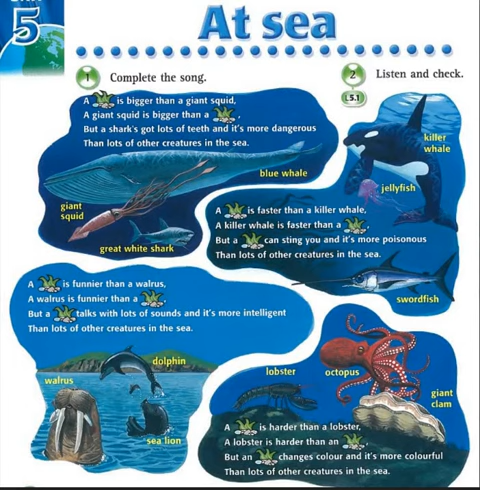 5
At sea
1 Complete the song.
2 Listen and check.
L5.1
A is bigger than a giant squid,
A giant squid is bigger than a ,
But a shark's got lots of teeth and it's more dangerous
Than lots of other creatures in the sea.
blue whale
giant
squid
great white shark
killer
whale
jellyfish
A is faster than a killer whale,
A killer whale is faster than a ,
But a can sting you and it's more poisonous
Than lots of other creatures in the sea.
swordfish
A is funnier than a walrus,
A walrus is funnier than a ,
But a talks with lots of sounds and it's more intelligent
Than lots of other creatures in the sea.
dolphin
walrus
sea lion
lobster
octopus
giant
clam
A is harder than a lobster,
A lobster is harder than an ,
But an changes colour and it's more colourful
Than lots of other creatures in the sea.